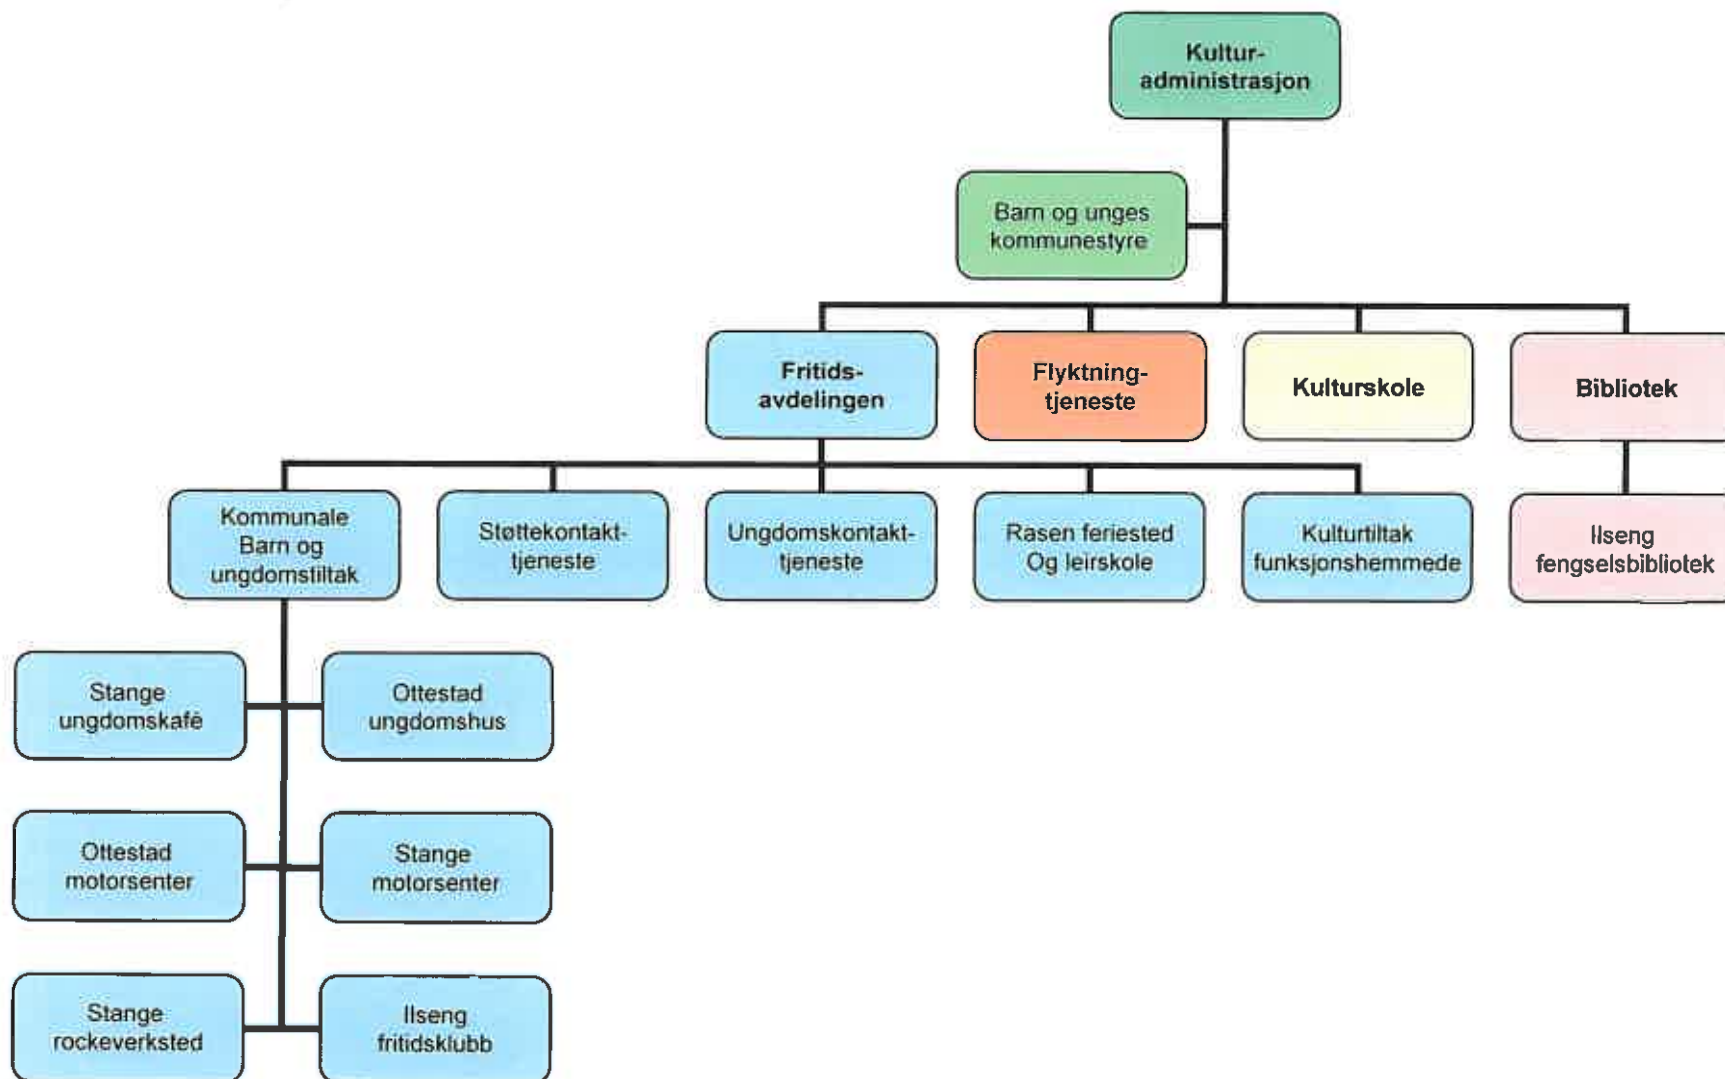 Kultur-
administrasjon
Barn og unges
kommunestyre
Fritids-
avdelingen
Flyktning-
tjeneste
Kulturskole
Bibliotek
Kommunale
Barn og
ungdomstiltak
Støttekontakt-
tjeneste
Ungdomskontakt-
tjeneste
Rasen feriested
Og leirskole
Kulturtiltak
funksjonshemmede
Ilseng
fengselsbibliotek
Stange
ungdomskafè
Ottestad
ungdomshus
Ottestad
motorsenter
Stange
motorsenter
Stange
rockeverksted
Ilseng
fritidsklubb